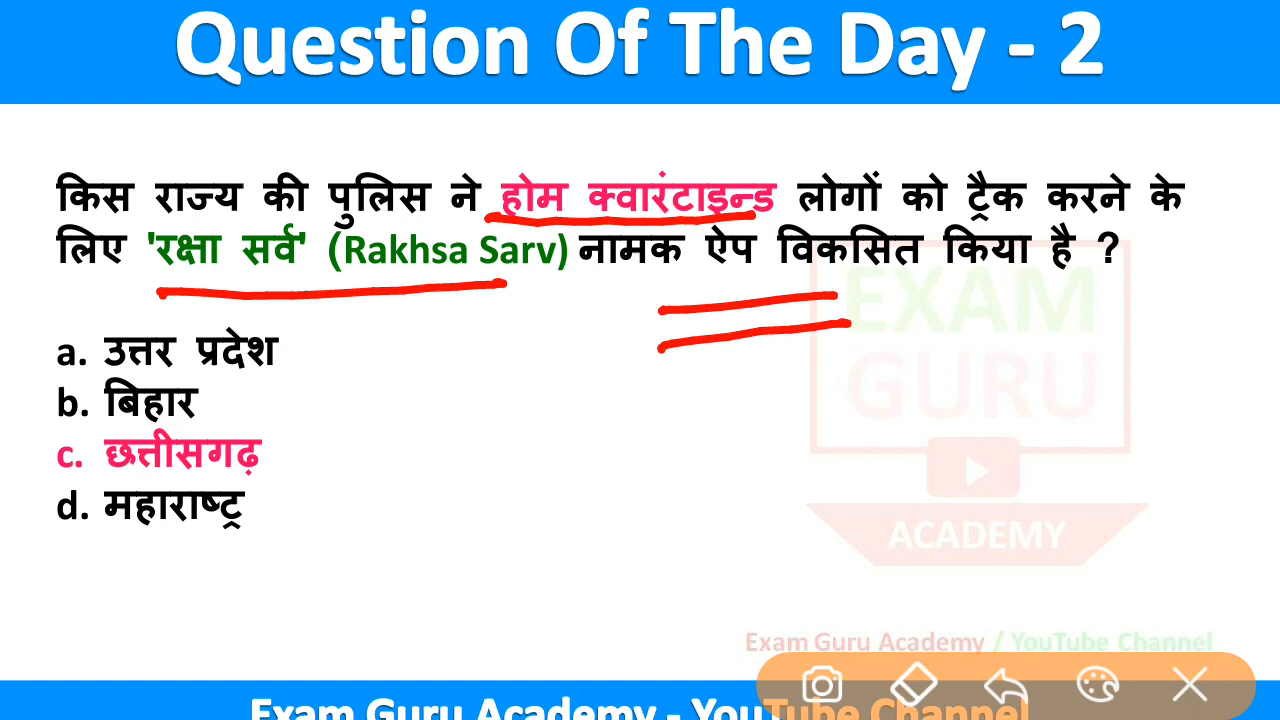 Question Of The Day - 2
किस राज्य की पुलिस ने होम क्वारंटाइन्ड लोगों को ट्रैक करने के
लिए 'रक्षा सर्व' (Rakhsa Sarv) नामक ऐप विकसित किया है ?
a. उत्तर प्रदेश
b. बिहार
c. छत्तीसगढ़
d. महाराष्ट्र
EXAM
GURU
ACADEMY
Exam Guru Academy / YouTube Channel
Exam Guru Academy - YouTube Channel